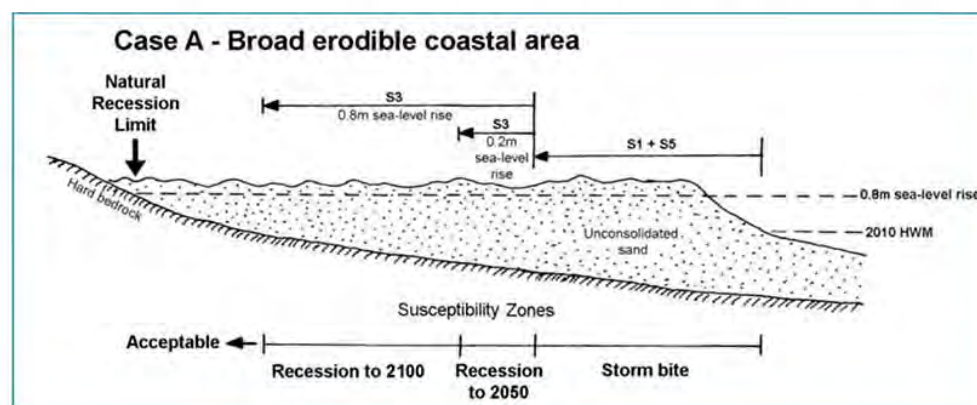 Case A - Broad erodible coastal area
Natural
Recession
Limit
S3
0.8m sea-level rise
S3
0.2m
sea-level
rise
S1 + S5
0.8m sea-level rise
2010 HWM
Hard bedrock
Unconsolidated
sand
Susceptibility Zones
Acceptable
Recession to 2100
Recession
to 2050
Storm bite